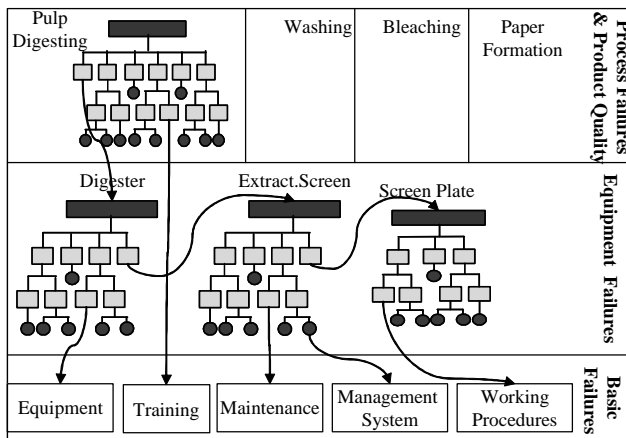 Pulp
Digesting
Washing
Bleaching
Paper
Formation
Process Failures
& Product Quality
Digester
Extract.Screen
Screen Plate
Equipment Failures
Equipment
Training
Maintenance
Management
System
Working
Procedures
Basic
Failures